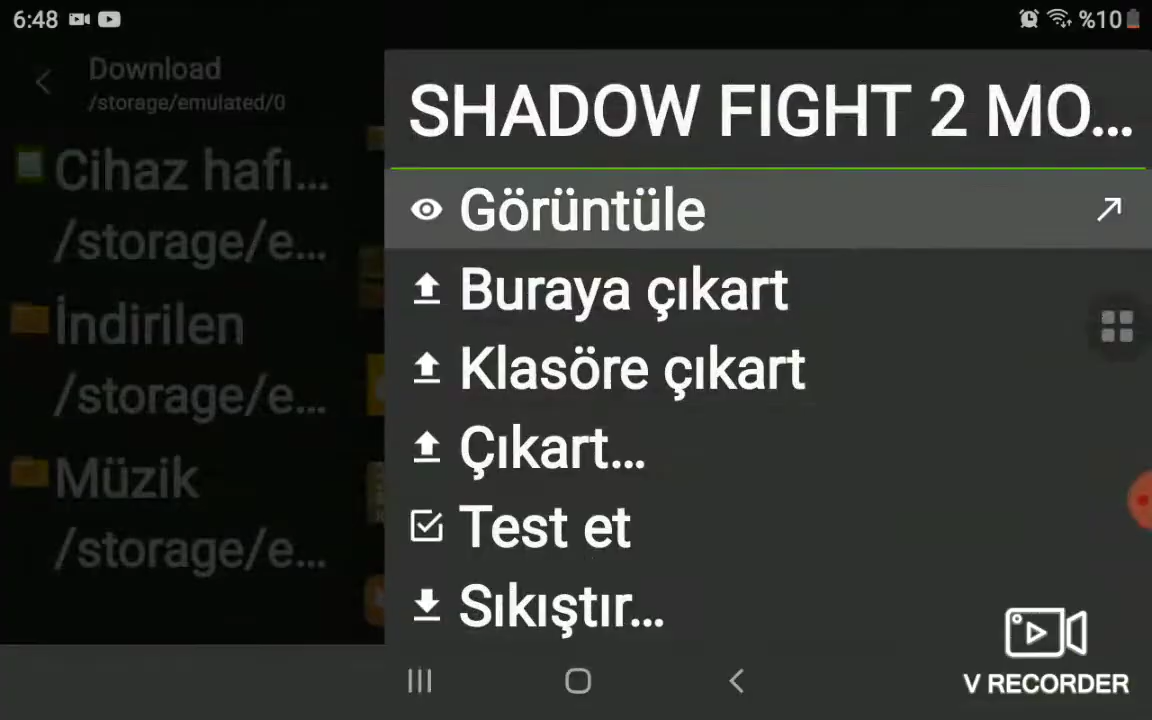 6:48
%10
Download
/storage/emulated/0
Cihaz hafı...
/storage/e...
İndirilen
/storage/e...
Müzik
/storage/e...
SHADOW FIGHT 2 MO...
Görüntüle
Buraya çıkart
Klasöre çıkart
Çıkart...
Test et
Sıkıştır...
V RECORDER